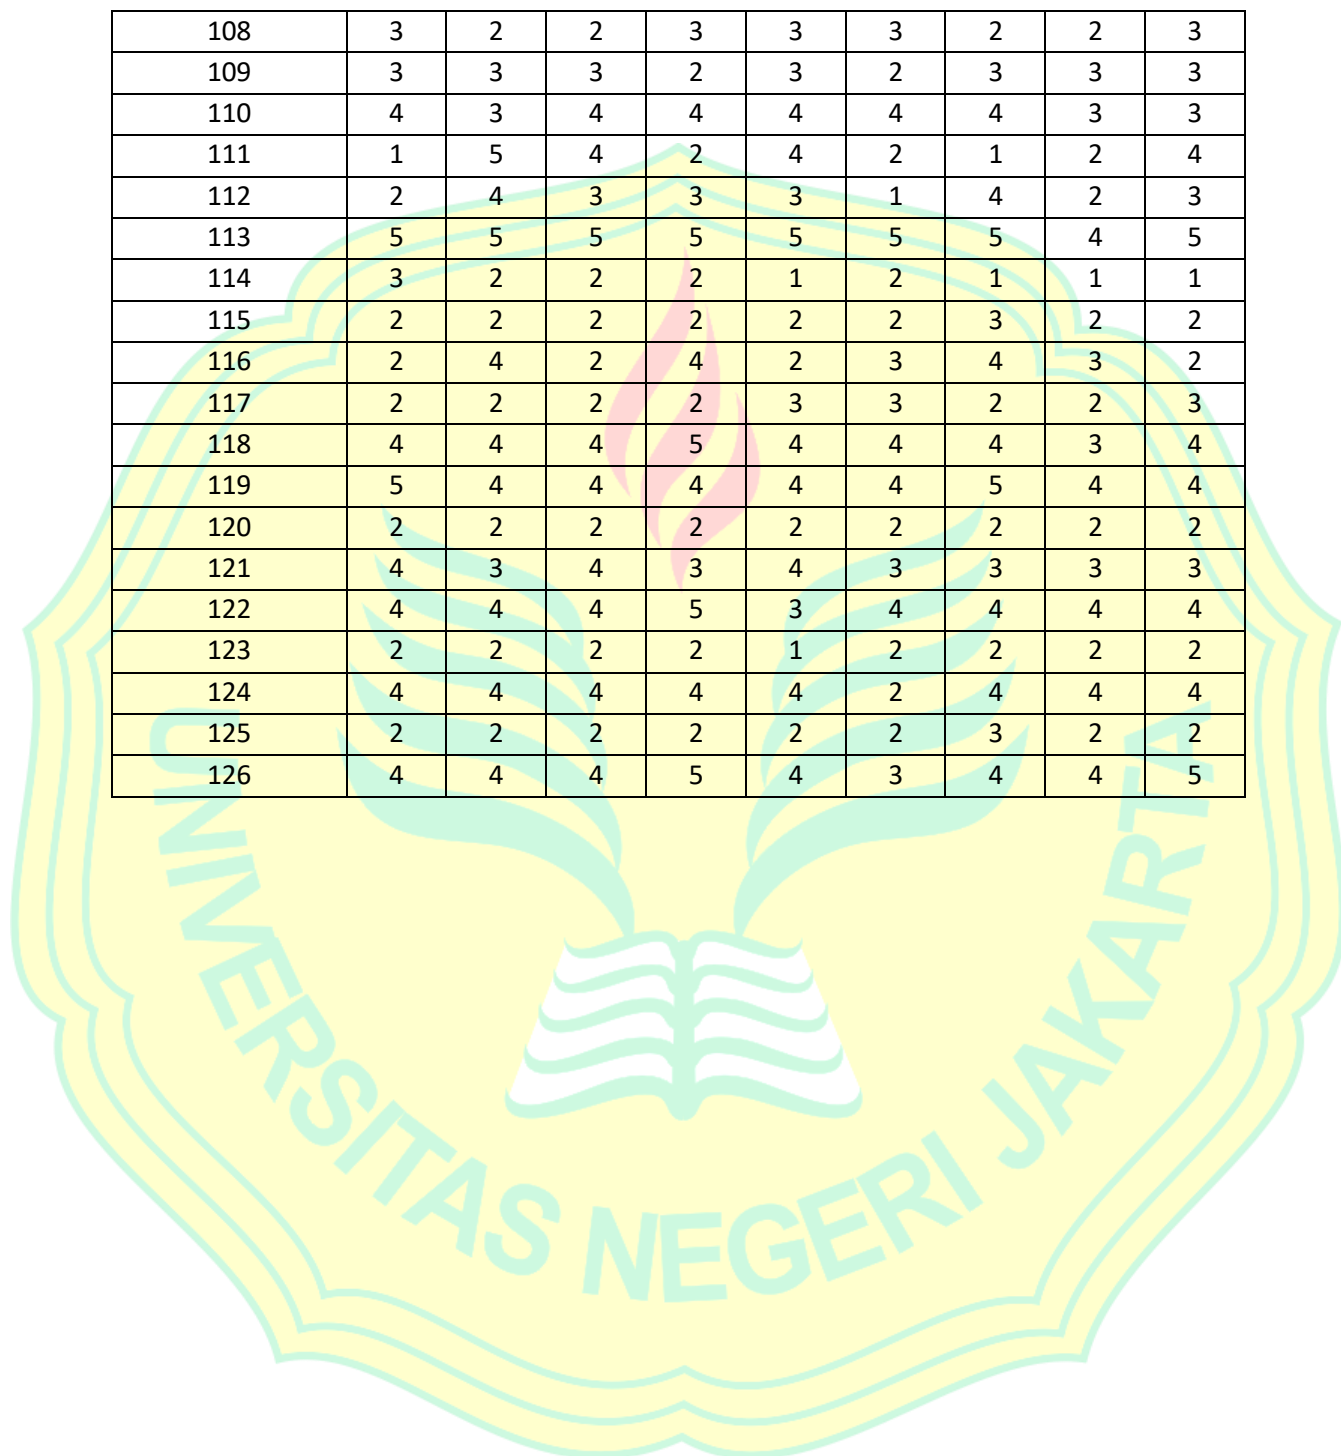 108 3 2 2 3 3 3 2 2 3
109 3 3 3 2 3 2 3 3 3
110 4 3 4 4 4 4 4 3 3
111 1 5 4 2 4 2 1 2 4
112 2 4 3 3 3 1 4 2 3
113 5 5 5 5 5 5 5 4 5
114 3 2 2 2 1 2 1 1 1
115 2 2 2 2 2 2 3 2 2
116 2 4 2 4 2 3 4 3 2
117 2 2 2 2 3 3 2 2 3
118 4 4 4 5 4 4 4 3 4
119 5 4 4 4 4 4 5 4 4
120 2 2 2 2 2 2 2 2 2
121 4 3 4 3 4 3 3 3 3
122 4 4 4 5 3 4 4 4 4
123 2 2 2 2 1 2 2 2 2
124 4 4 4 4 4 2 4 4 4
125 2 2 2 2 2 2 3 2 2
126 4 4 4 5 4 3 4 4 5
UNIVERSITAS NEGERI JAKARTA